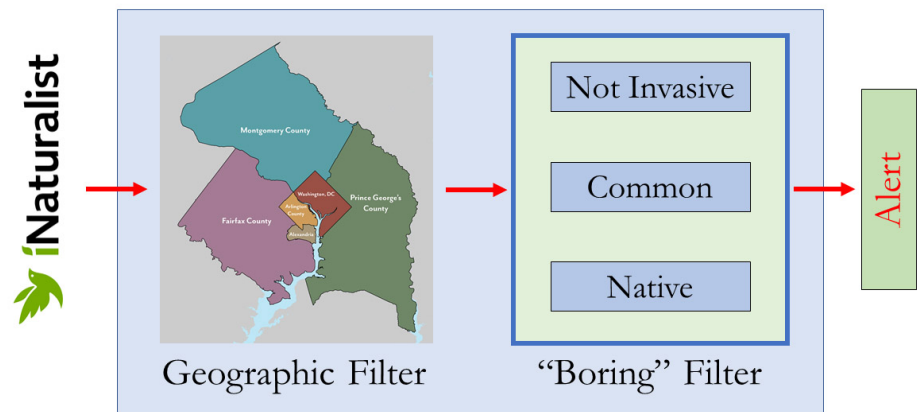 iNaturalist
Montgomery County
Washington, DC
Arlington
County
Fairfax County
Alexandria
Prince George's
County
Geographic Filter
Not Invasive
Common
Native
“Boring” Filter
Alert